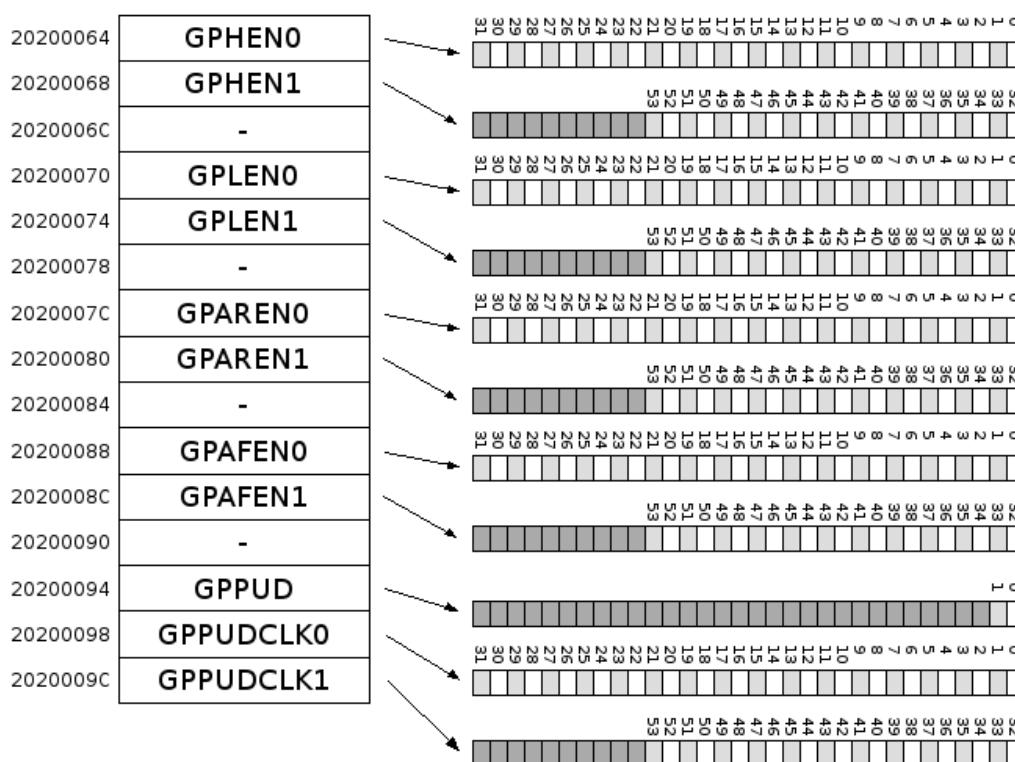 20200064 GPHEN0 31 30 29 28 27 26 25 24 23 22 21 20 19 18 17 16 15 14 13 12 11 10 9 8 7 6 5 4 3 2 1 0
20200068 GPHEN1 53 52 51 50 49 48 47 46 45 44 43 42 41 40 39 38 37 36 35 34 33 32
2020006C -
20200070 GPLEN0 31 30 29 28 27 26 25 24 23 22 21 20 19 18 17 16 15 14 13 12 11 10 9 8 7 6 5 4 3 2 1 0
20200074 GPLEN1 53 52 51 50 49 48 47 46 45 44 43 42 41 40 39 38 37 36 35 34 33 32
20200078 -
2020007C GPAREN0 31 30 29 28 27 26 25 24 23 22 21 20 19 18 17 16 15 14 13 12 11 10 9 8 7 6 5 4 3 2 1 0
20200080 GPAREN1 53 52 51 50 49 48 47 46 45 44 43 42 41 40 39 38 37 36 35 34 33 32
20200084 -
20200088 GPAFEN0 31 30 29 28 27 26 25 24 23 22 21 20 19 18 17 16 15 14 13 12 11 10 9 8 7 6 5 4 3 2 1 0
2020008C GPAFEN1 53 52 51 50 49 48 47 46 45 44 43 42 41 40 39 38 37 36 35 34 33 32
20200090 -
20200094 GPPUD 1 0
20200098 GPPUDCLK0 31 30 29 28 27 26 25 24 23 22 21 20 19 18 17 16 15 14 13 12 11 10 9 8 7 6 5 4 3 2 1 0
2020009C GPPUDCLK1 53 52 51 50 49 48 47 46 45 44 43 42 41 40 39 38 37 36 35 34 33 32